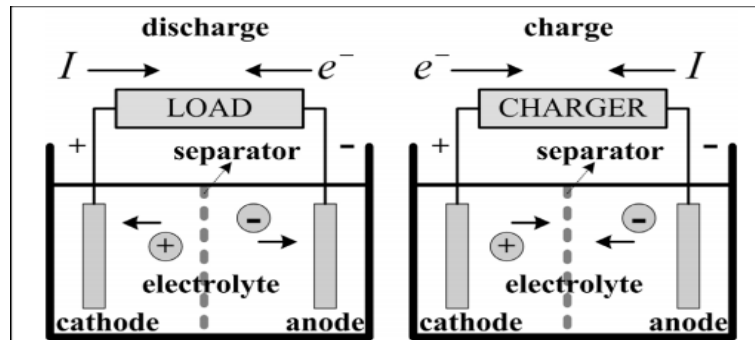 discharge
I
e⁻
LOAD
+
-
separator
+
-
electrolyte
cathode
anode
charge
e⁻
I
CHARGER
+
-
separator
+
-
electrolyte
cathode
anode